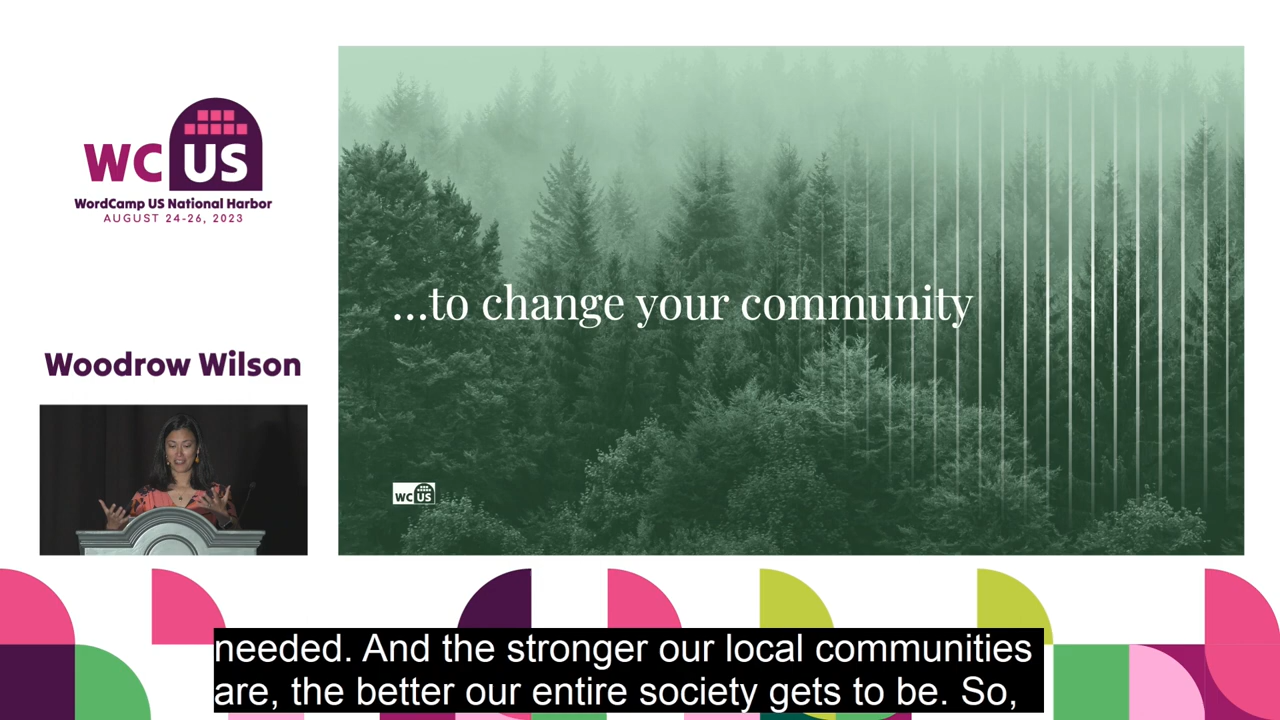 WC US
WordCamp US National Harbor
AUGUST 24-26, 2023
...to change your community
Woodrow Wilson
WC US
needed. And the stronger our local communities
are, the better our entire society gets to be. So,